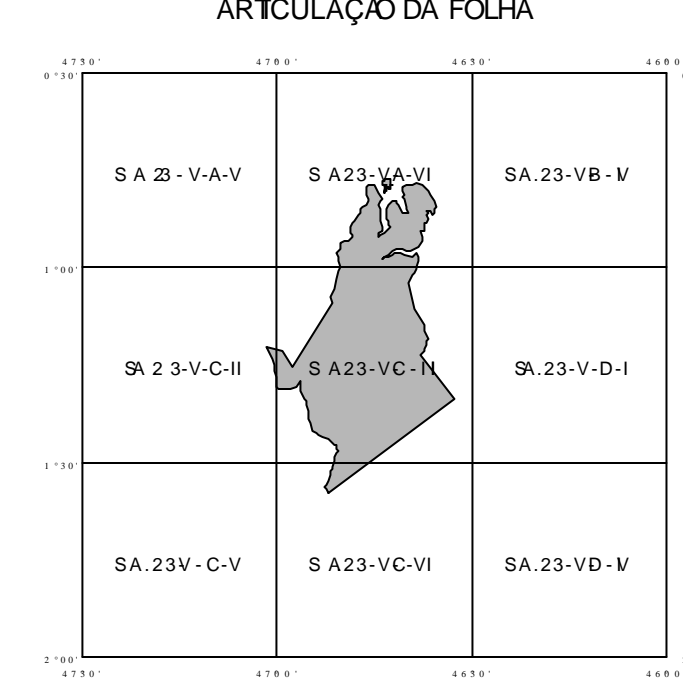 ARTICULAÇÃO DA FOLHA
47 30' 47 00' 46 30' 46 00'
0 °30'
S A 23 - V-A-V S A23-VA-VI SA.23-VB-IV
1 °00'
SA 2 3-V-C-II S A23-VC-II SA.23-V-D-I
1 °30'
SA.23V - C-V S A23-VC-VI SA.23-VD-IV
2 °00'
47 30' 47 00' 46 30' 46 00'